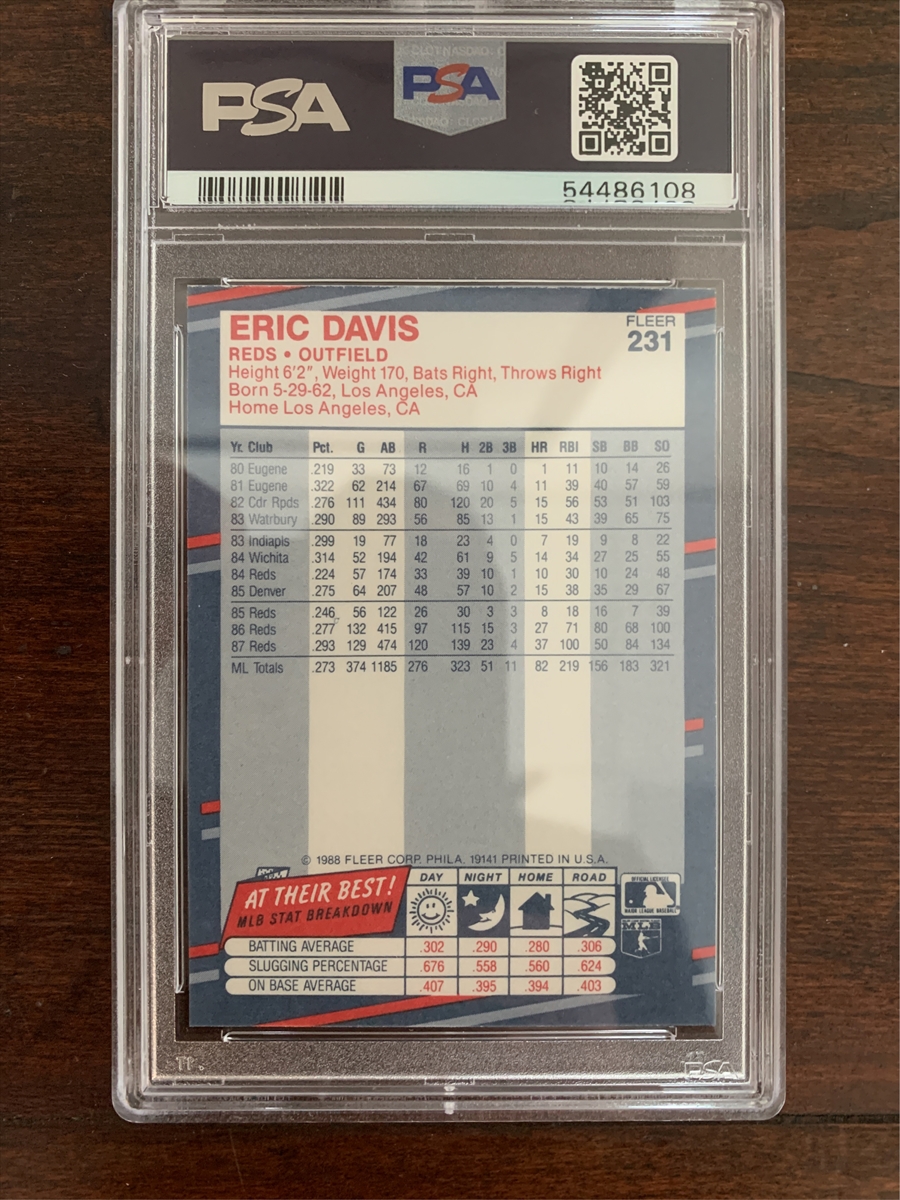 PSA
PSA
54486108
ERIC DAVIS
FLEER
231
REDS • OUTFIELD
Height 6'2", Weight 170, Bats Right, Throws Right
Born 5-29-62, Los Angeles, CA
Home Los Angeles, CA
Yr. Club Pct. G AB R H 2B 3B HR RBI SB BB SO
80 Eugene .219 33 73 12 16 1 0 1 11 10 14 26
81 Eugene .322 62 214 67 69 10 4 11 39 40 57 59
82 Cdr Rpds .276 111 434 80 120 20 5 15 56 53 51 103
83 Watrbury .290 89 293 56 85 13 1 15 43 39 65 75
83 Indiapls .299 19 77 18 23 4 0 7 19 9 8 22
84 Wichita .314 52 194 42 61 9 5 14 34 27 25 55
84 Reds .224 57 174 33 39 10 1 10 30 10 24 48
85 Denver .275 64 207 48 57 10 2 15 38 35 29 67
85 Reds .246 56 122 26 30 3 3 8 18 16 7 39
86 Reds .277 132 415 97 115 15 3 27 71 80 68 100
87 Reds .293 129 474 120 139 23 4 37 100 50 84 134
ML Totals .273 374 1185 276 323 51 11 82 219 156 183 321
© 1988 FLEER CORP. PHILA. 19141 PRINTED IN U.S.A.
AT THEIR BEST!
MLB STAT BREAKDOWN
DAY NIGHT HOME ROAD
OFFICIAL LICENSEE
MAJOR LEAGUE BASEBALL
MLB
BATTING AVERAGE .302 .290 .280 .306
SLUGGING PERCENTAGE .676 .558 .560 .624
ON BASE AVERAGE .407 .395 .394 .403
PSA